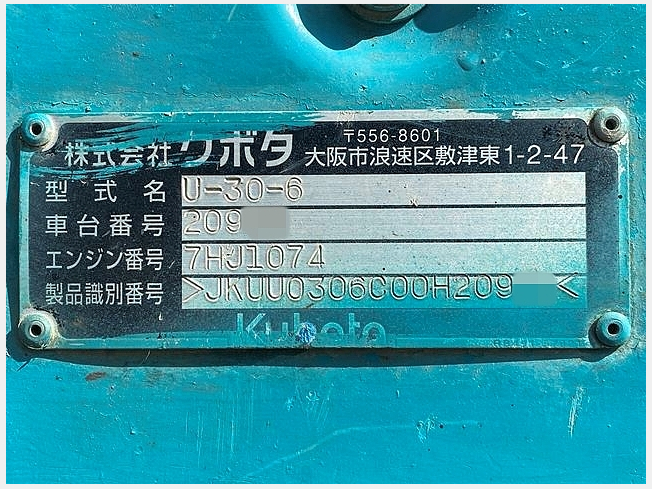 〒556-8601
株式会社クボタ 大阪市浪速区敷津東1-2-47
型式名 U-30-6
車台番号 209
エンジン番号 7HJ1074
製品識別番号 >JKUU0306C00H209 <
Kubota